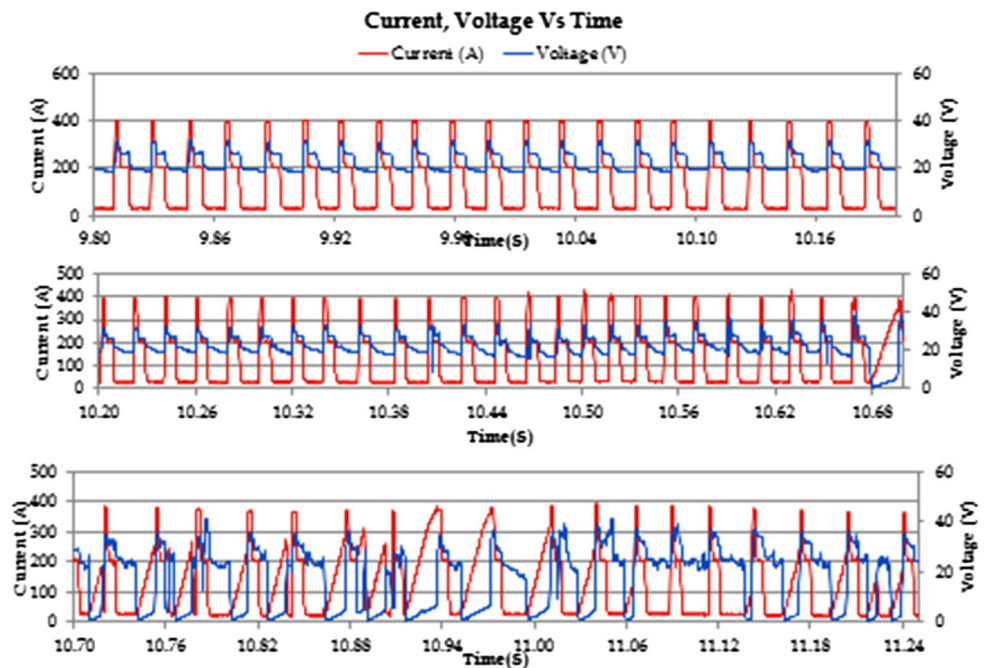 Current, Voltage Vs Time
Current (A) Voltage (V)
600 400 200 0
Current (A)
60 40 20 0
Voltage (V)
9.80 9.86 9.92 9.98 10.04 10.10 10.16
Time(S)
500 400 300 200 100 0
Current (A)
60 40 20 0
Voltage (V)
10.20 10.26 10.32 10.38 10.44 10.50 10.56 10.62 10.68
Time(S)
500 400 300 200 100 0
Current (A)
60 40 20 0
Voltage (V)
10.70 10.76 10.82 10.88 10.94 11.00 11.06 11.12 11.18 11.24
Time(S)